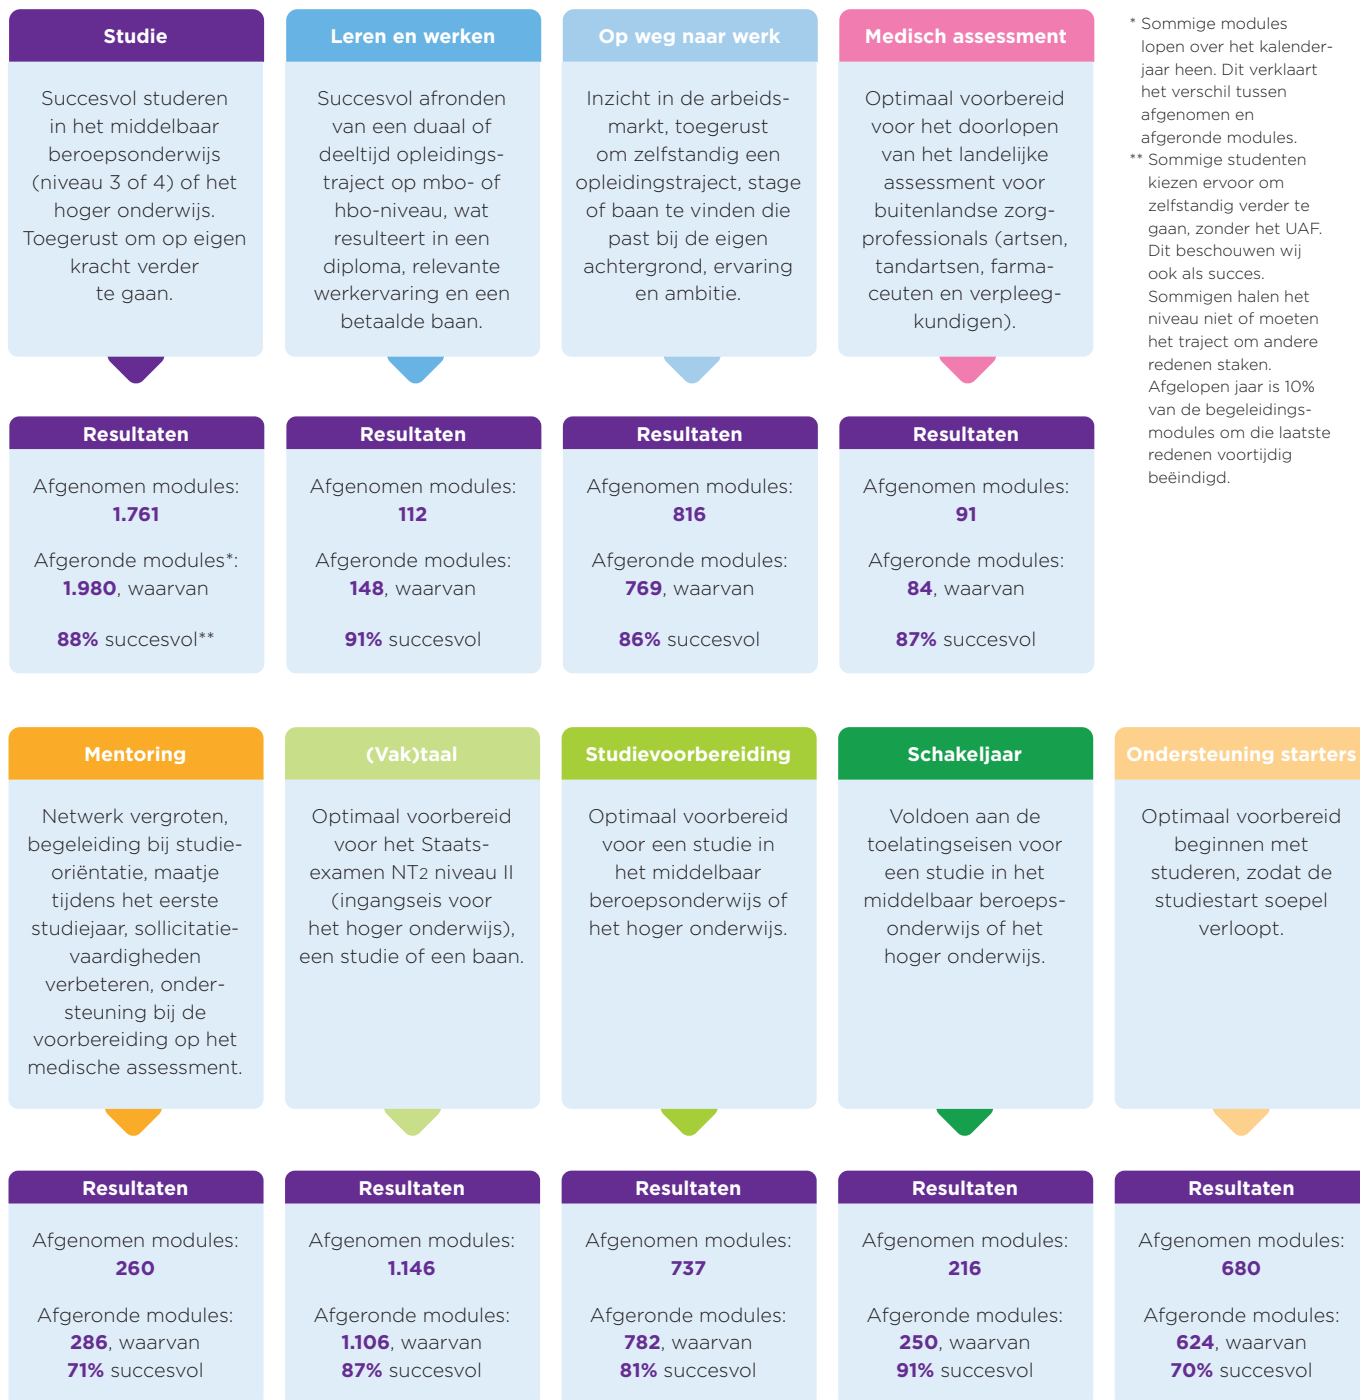 Studie
Succesvol studeren
in het middelbaar
beroepsonderwijs
(niveau 3 of 4) of het
hoger onderwijs.
Toegerust om op eigen
kracht verder
te gaan.
Resultaten
Afgenomen modules:
1.761
Afgeronde modules*:
1.980, waarvan
88% succesvol**
Leren en werken
Succesvol afronden
van een duaal of
deeltijd opleidings-
traject op mbo- of
hbo-niveau, wat
resulteert in een
diploma, relevante
werkervaring en een
betaalde baan.
Resultaten
Afgenomen modules:
112
Afgeronde modules:
148, waarvan
91% succesvol
Op weg naar werk
Inzicht in de arbeids-
markt, toegerust
om zelfstandig een
opleidingstraject, stage
of baan te vinden die
past bij de eigen
achtergrond, ervaring
en ambitie.
Resultaten
Afgenomen modules:
816
Afgeronde modules:
769, waarvan
86% succesvol
Medisch assessment
Optimaal voorbereid
voor het doorlopen
van het landelijke
assessment voor
buitenlandse zorg-
professionals (artsen,
tandartsen, farma-
ceuten en verpleeg-
kundigen).
Resultaten
Afgenomen modules:
91
Afgeronde modules:
84, waarvan
87% succesvol
* Sommige modules
lopen over het kalender-
jaar heen. Dit verklaart
het verschil tussen
afgenomen en
afgeronde modules.
** Sommige studenten
kiezen ervoor om
zelfstandig verder te
gaan, zonder het UAF.
Dit beschouwen wij
ook als succes.
Sommigen halen het
niveau niet of moeten
het traject om andere
redenen staken.
Afgelopen jaar is 10%
van de begeleidings-
modules om die laatste
redenen voortijdig
beëindigd.
Mentoring
Netwerk vergroten,
begeleiding bij studie-
oriëntatie, maatje
tijdens het eerste
studiejaar, sollicitatie-
vaardigheden
verbeteren, onder-
steuning bij de
voorbereiding op het
medische assessment.
Resultaten
Afgenomen modules:
260
Afgeronde modules:
286, waarvan
71% succesvol
(Vak)taal
Optimaal voorbereid
voor het Staats-
examen NT2 niveau II
(ingangseis voor
het hoger onderwijs),
een studie of een baan.
Resultaten
Afgenomen modules:
1.146
Afgeronde modules:
1.106, waarvan
87% succesvol
Studievoorbereiding
Optimaal voorbereid
voor een studie in
het middelbaar
beroepsonderwijs of
het hoger onderwijs.
Resultaten
Afgenomen modules:
737
Afgeronde modules:
782, waarvan
81% succesvol
Schakeljaar
Voldoen aan de
toelatingseisen voor
een studie in het
middelbaar beroeps-
onderwijs of het
hoger onderwijs.
Resultaten
Afgenomen modules:
216
Afgeronde modules:
250, waarvan
91% succesvol
Ondersteuning starters
Optimaal voorbereid
beginnen met
studeren, zodat de
studiestart soepel
verloopt.
Resultaten
Afgenomen modules:
680
Afgeronde modules:
624, waarvan
70% succesvol